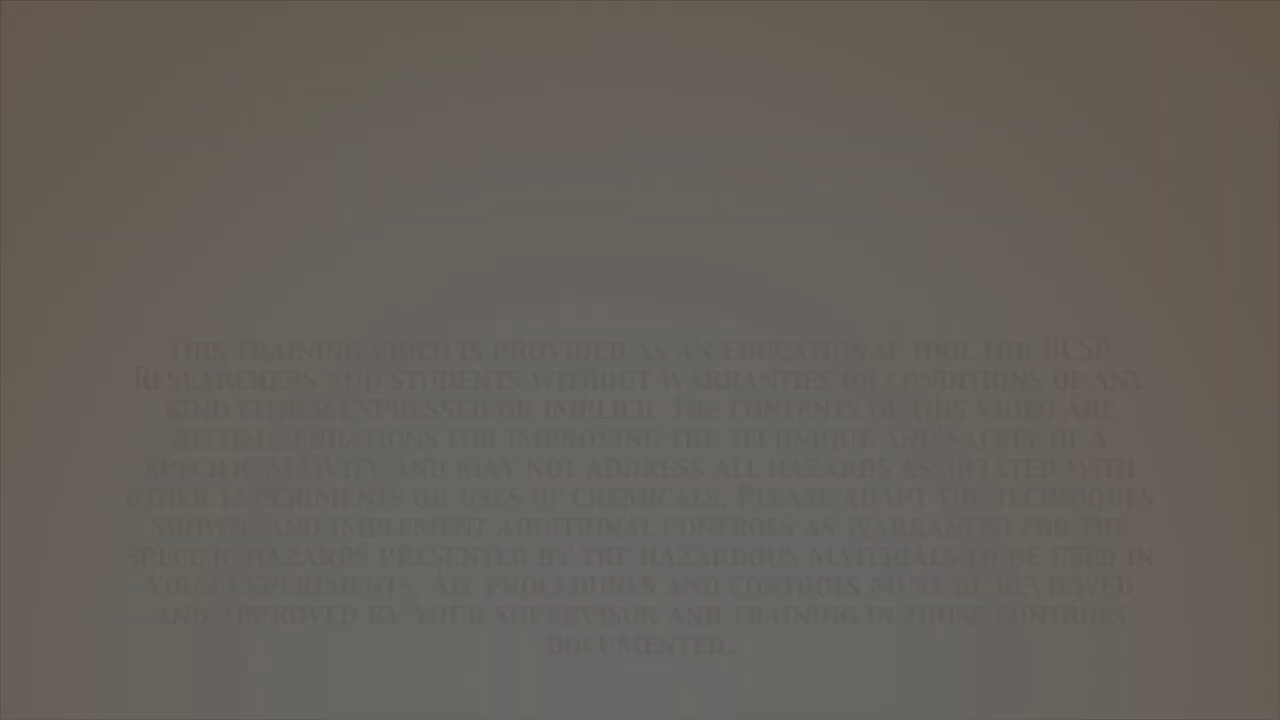 This training video is provided as an educational tool for UCSD
Researchers and students without warranties or conditions of any
kind either expressed or implied. The contents of this video are
Recommendations for improving the technique and safety of a
specific activity and may not address all hazards associated with
other experiments or uses of chemicals. Please adapt the techniques
shown, and implement additional controls as warranted for the
specific hazards presented by the hazardous materials to be used in
your experiments. All procedures and controls must be reviewed
and approved by your supervisor and training in those controls
documented.